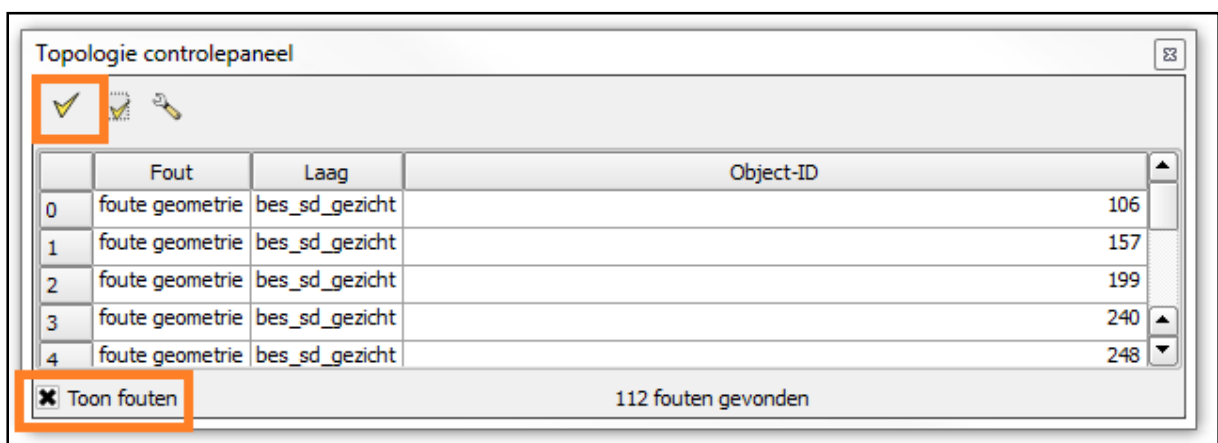 Topologie controlepaneel
Fout Laag Object-ID
0 foute geometrie bes_sd_gezicht 106
1 foute geometrie bes_sd_gezicht 157
2 foute geometrie bes_sd_gezicht 199
3 foute geometrie bes_sd_gezicht 240
4 foute geometrie bes_sd_gezicht 248
Toon fouten 112 fouten gevonden